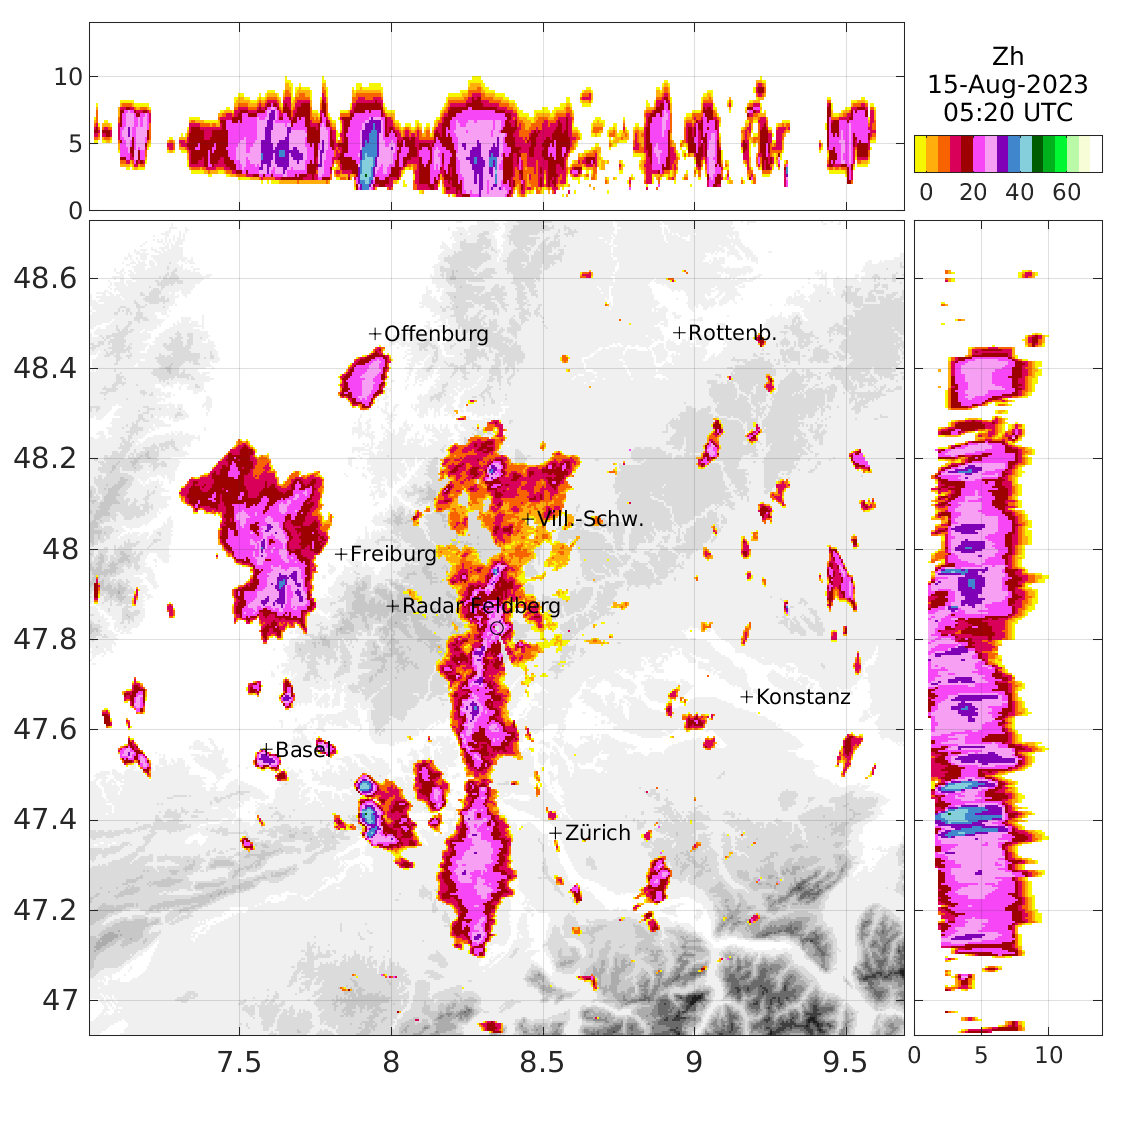 Zh
15-Aug-2023
05:20 UTC
0 20 40 60
10
5
0
48.6
48.4
48.2
48
47.8
47.6
47.4
47.2
47
+Offenburg
+Rottenb.
+Vill.-Schw.
+Freiburg
+Radar Feldberg
+Konstanz
+Basel
+Zürich
7.5 8 8.5 9 9.5
0 5 10